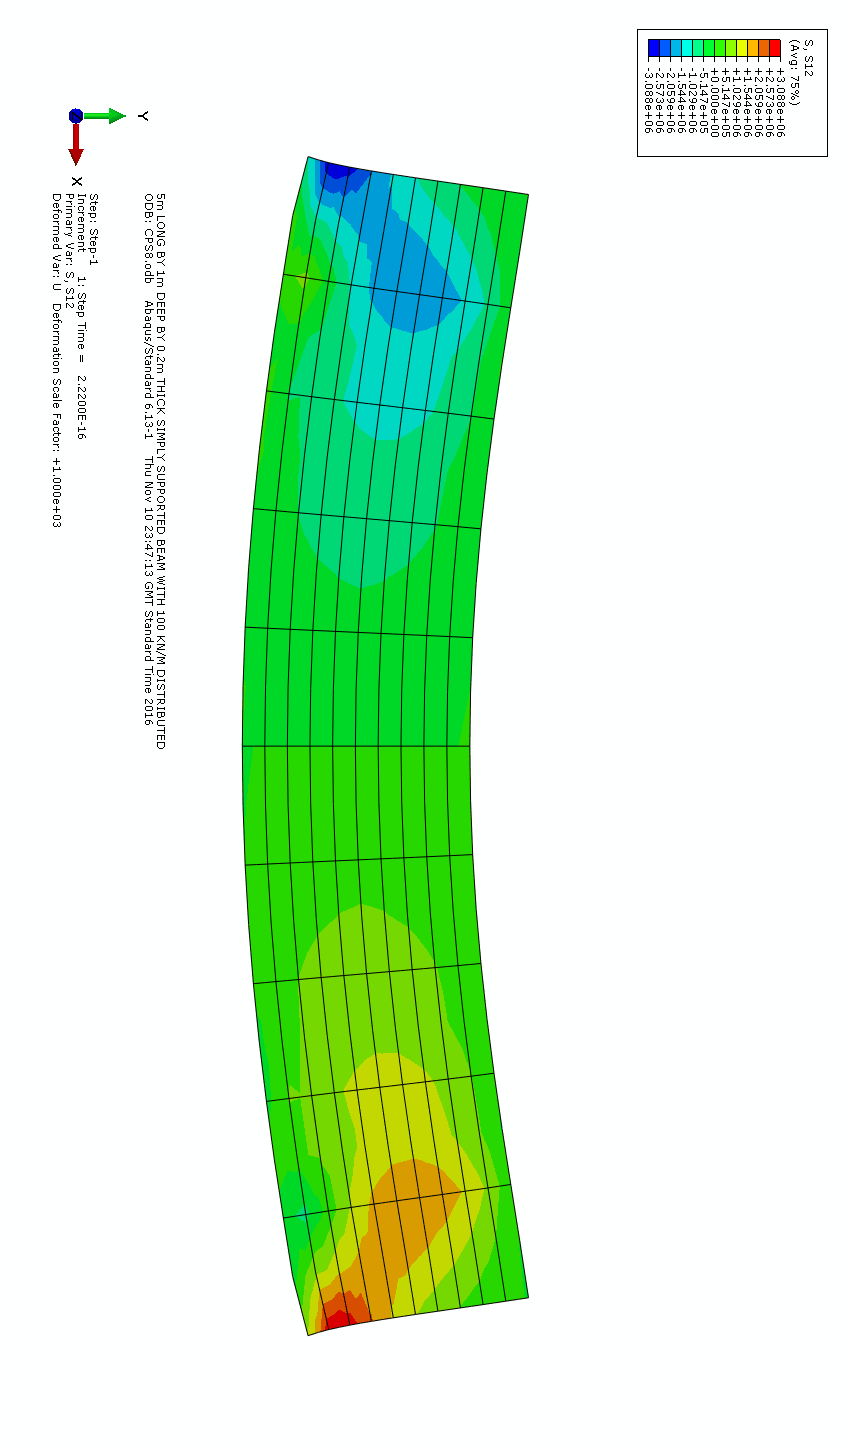 S, S12
(Avg: 75%)
+3.088e+06
+2.573e+06
+2.059e+06
+1.544e+06
+1.029e+06
+5.147e+05
+0.000e+00
-5.147e+05
-1.029e+06
-1.544e+06
-2.059e+06
-2.573e+06
-3.088e+06
Y
Z
X
5m LONG BY 1m DEEP BY 0.2m THICK SIMPLY SUPPORTED BEAM WITH 100 KN/M DISTRIBUTED
ODB: CPS8.odb Abaqus/Standard 6.13-1 Thu Nov 10 23:47:13 GMT Standard Time 2016
Step: Step-1
Increment 1: Step Time = 2.2200E-16
Primary Var: S, S12
Deformed Var: U Deformation Scale Factor: +1.000e+03